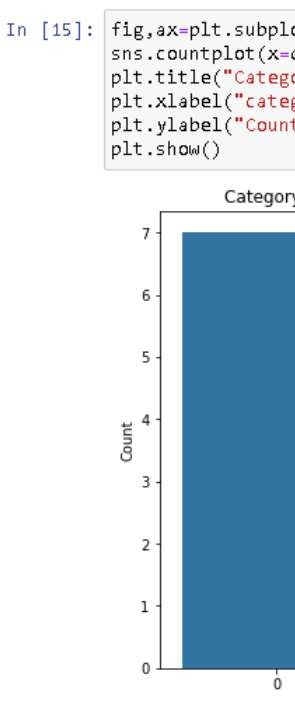 In [15]: fig,ax=plt.subplo
sns.countplot(x=
plt.title("Catego
plt.xlabel("categ
plt.ylabel("Count
plt.show()
Category
7
6
5
4
3
2
1
0
Count
0